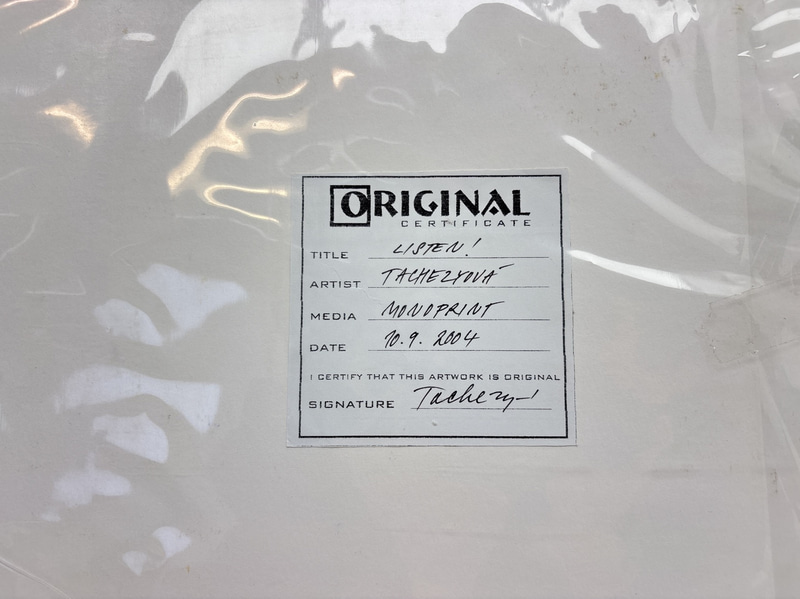 ORIGINAL
CERTIFICATE
TITLE LISTEN!
ARTIST TACHEZYOVÁ
MEDIA MONOPRINT
DATE 10.9. 2004
I CERTIFY THAT THIS ARTWORK IS ORIGINAL
SIGNATURE